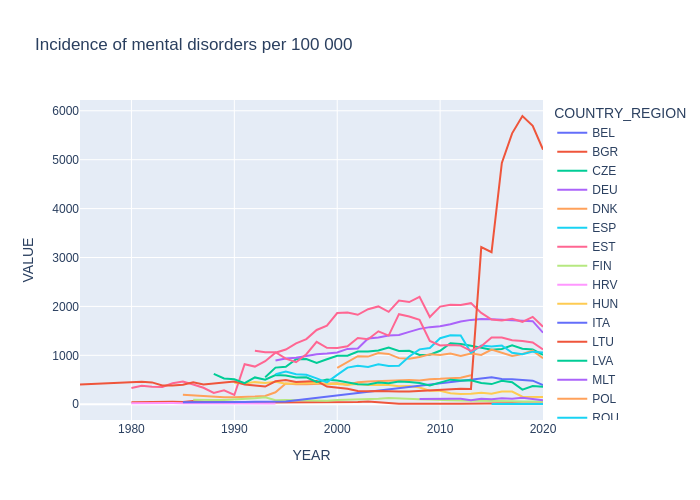 Incidence of mental disorders per 100 000
COUNTRY_REGION
BEL
BGR
CZE
DEU
DNK
ESP
EST
FIN
HRV
HUN
ITA
LTU
LVA
MLT
POL
ROU
6000
5000
4000
3000
2000
1000
0
VALUE
1980
1990
2000
2010
2020
YEAR